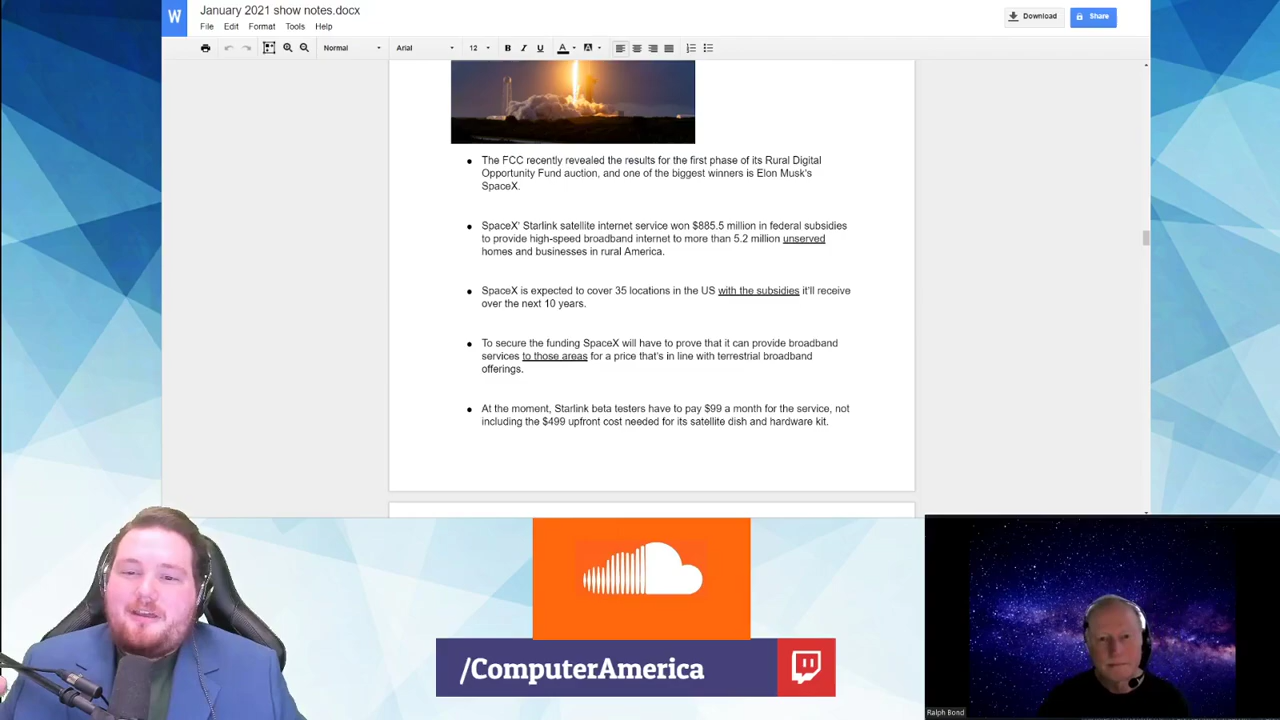 January 2021 show notes.docx
File Edit Format Tools Help
Download
Share
Normal
Arial
12
B I U A A
The FCC recently revealed the results for the first phase of its Rural Digital
Opportunity Fund auction, and one of the biggest winners is Elon Musk's
SpaceX.
SpaceX' Starlink satellite internet service won $885.5 million in federal subsidies
to provide high-speed broadband internet to more than 5.2 million unserved
homes and businesses in rural America.
SpaceX is expected to cover 35 locations in the US with the subsidies it'll receive
over the next 10 years.
To secure the funding SpaceX will have to prove that it can provide broadband
services to those areas for a price that's in line with terrestrial broadband
offerings.
At the moment, Starlink beta testers have to pay $99 a month for the service, not
including the $499 upfront cost needed for its satellite dish and hardware kit.
/ComputerAmerica
Ralph Bond